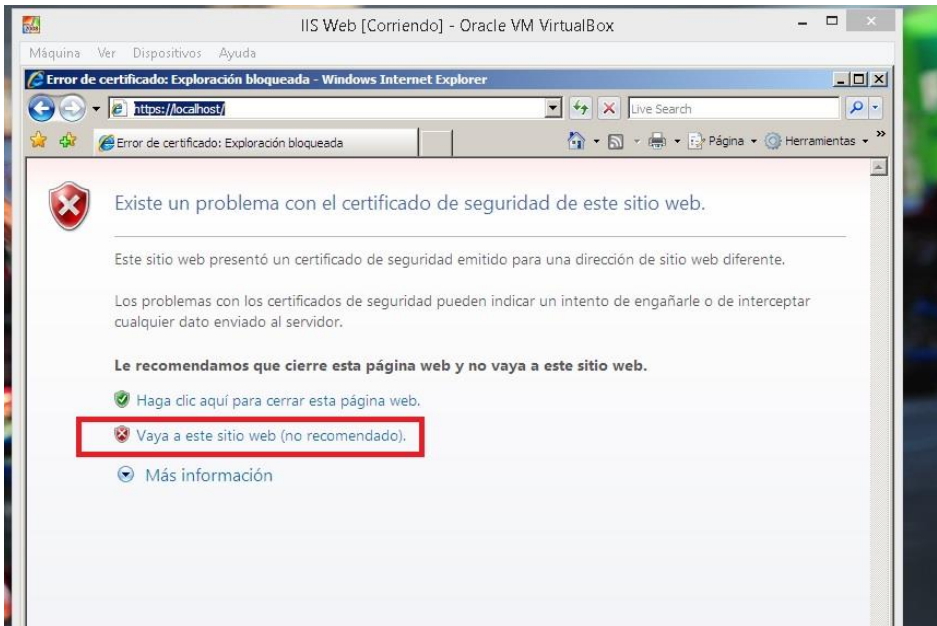 IIS Web [Corriendo] - Oracle VM VirtualBox
Máquina Ver Dispositivos Ayuda
Error de certificado: Exploración bloqueada - Windows Internet Explorer
https://localhost/
Live Search
Error de certificado: Exploración bloqueada
Página
Herramientas
Existe un problema con el certificado de seguridad de este sitio web.
Este sitio web presentó un certificado de seguridad emitido para una dirección de sitio web diferente.
Los problemas con los certificados de seguridad pueden indicar un intento de engañarle o de interceptar
cualquier dato enviado al servidor.
Le recomendamos que cierre esta página web y no vaya a este sitio web.
Haga clic aquí para cerrar esta página web.
Vaya a este sitio web (no recomendado).
Más información